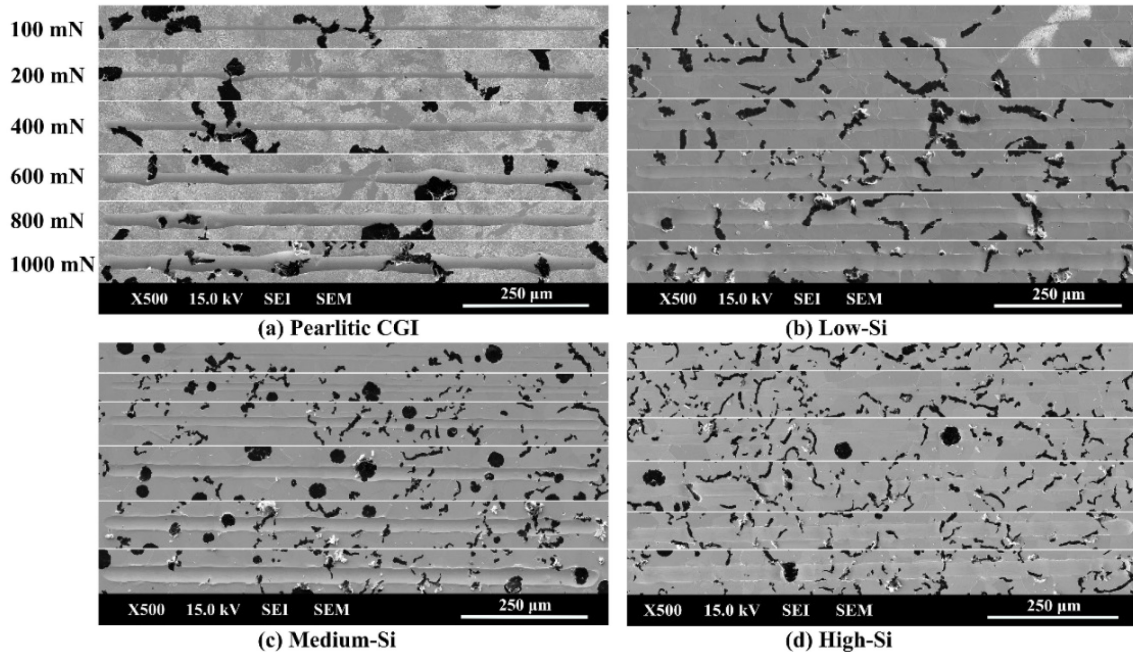 100 mN
200 mN
400 mN
600 mN
800 mN
1000 mN
X500 15.0 kV SEI SEM 250 µm
(a) Pearlitic CGI
X500 15.0 kV SEI SEM 250 µm
(b) Low-Si
X500 15.0 kV SEI SEM 250 µm
(c) Medium-Si
X500 15.0 kV SEI SEM 250 µm
(d) High-Si